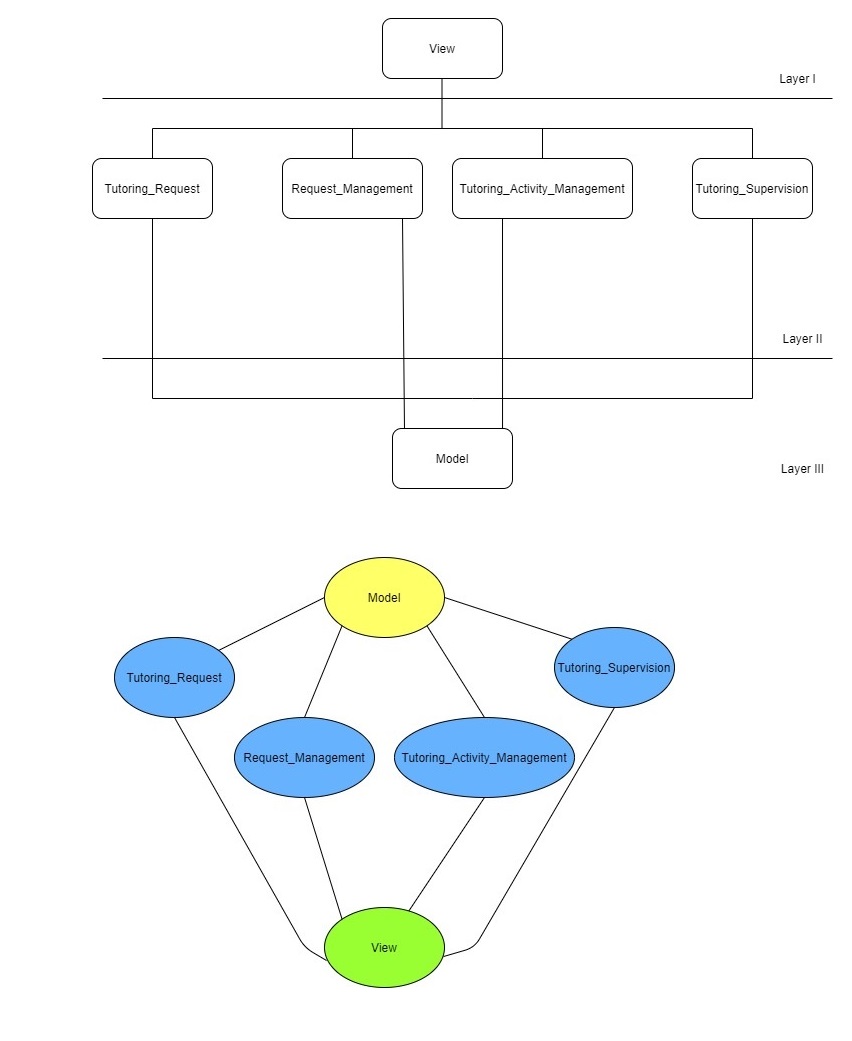 View
Layer I
Tutoring_Request
Request_Management
Tutoring_Activity_Management
Tutoring_Supervision
Layer II
Model
Layer III
Model
Tutoring_Request
Tutoring_Supervision
Request_Management
Tutoring_Activity_Management
View